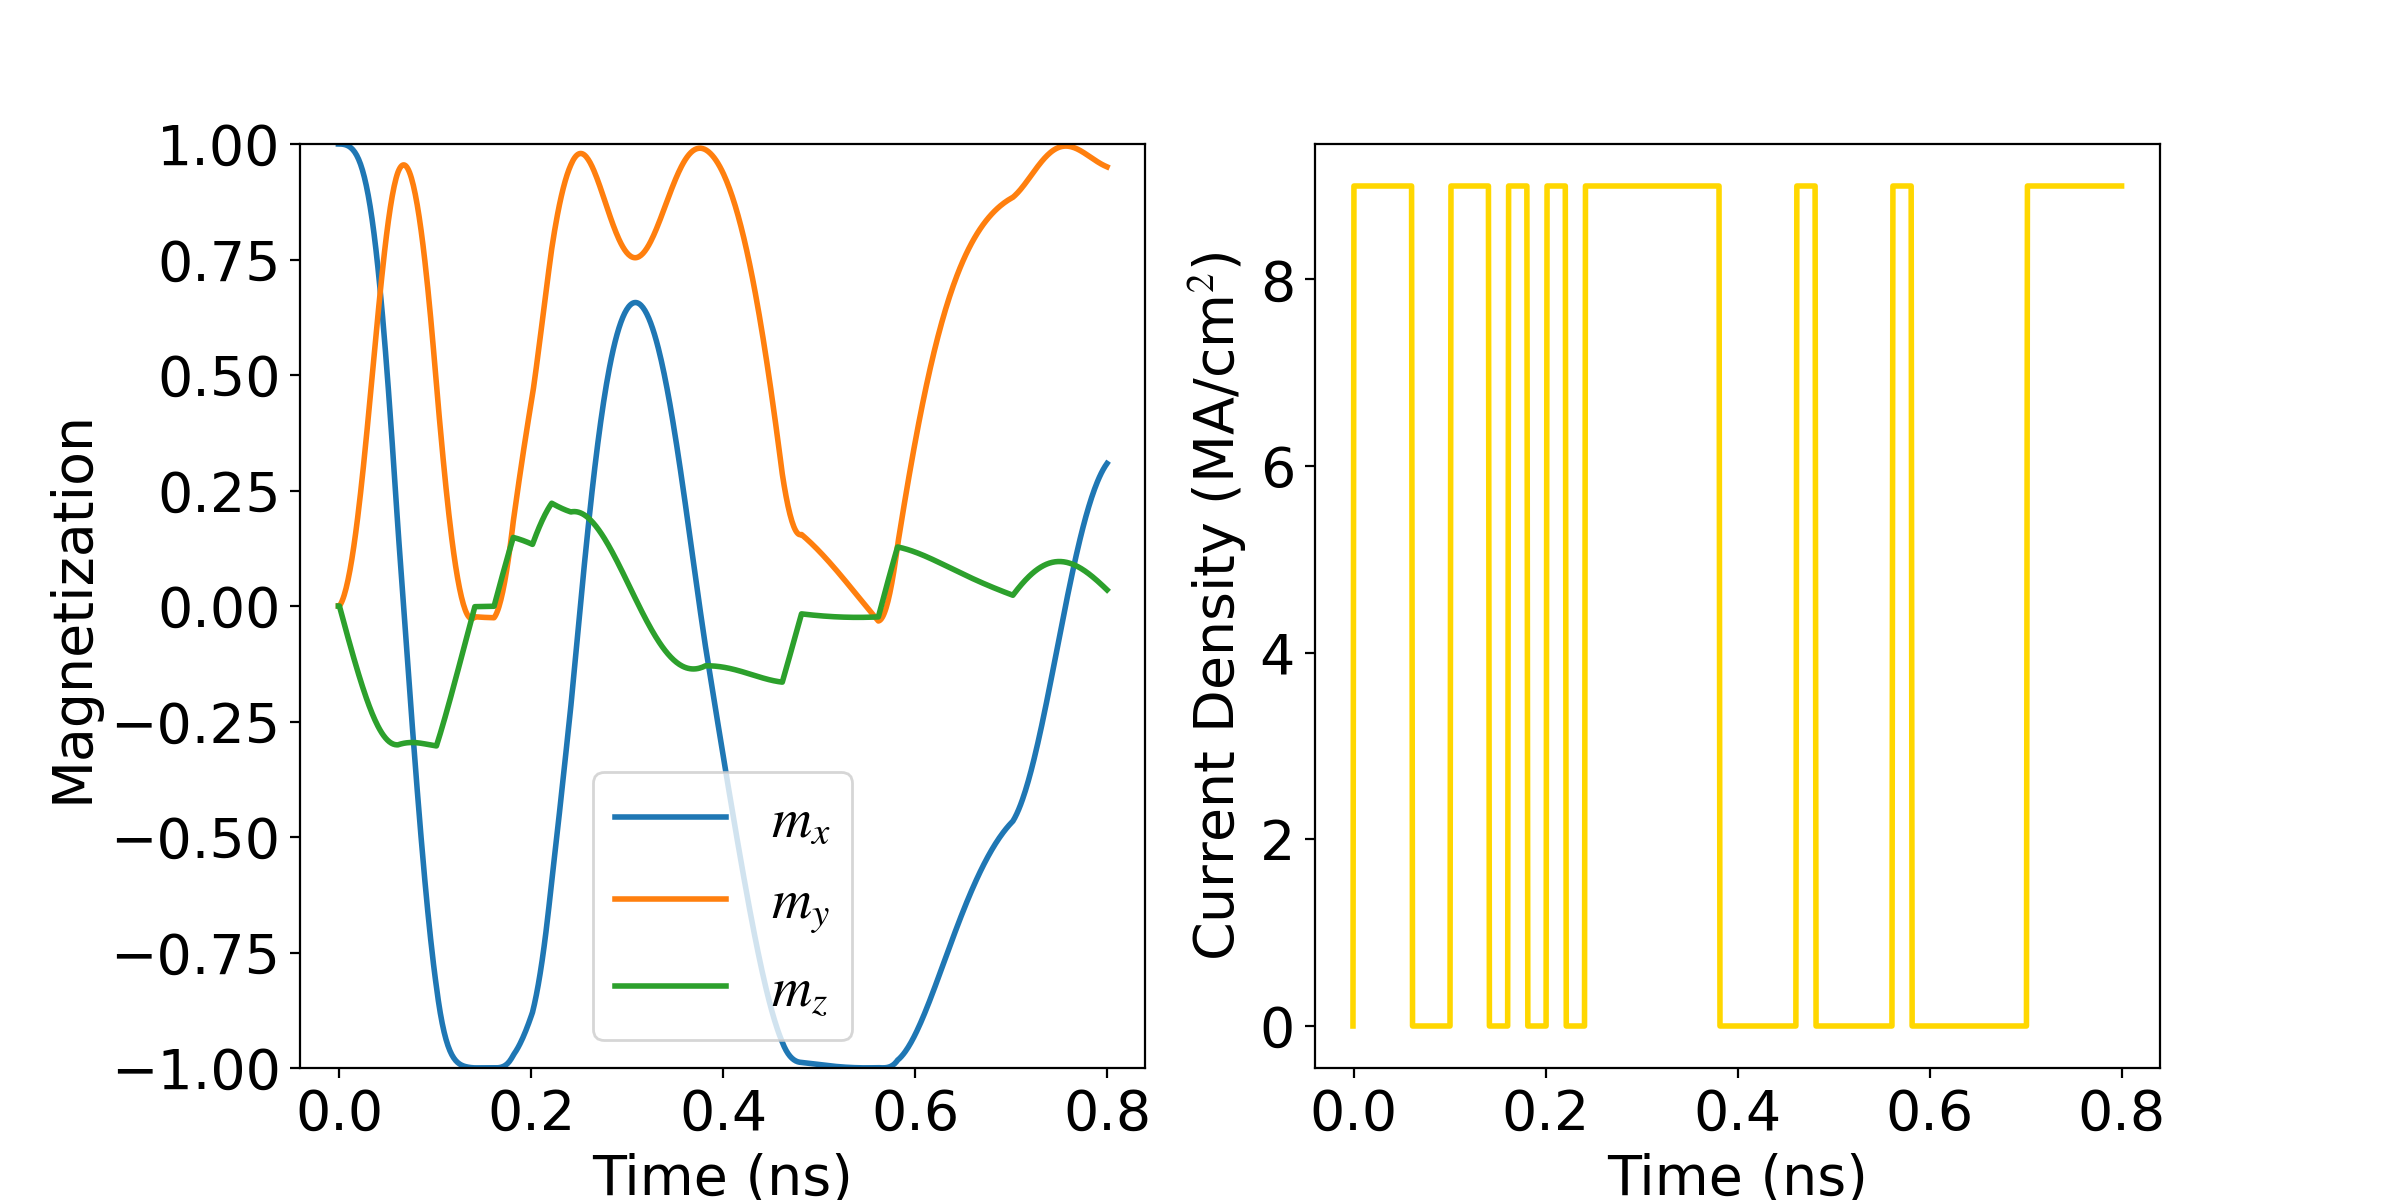 Magnetization
1.00
0.75
0.50
0.25
0.00
−0.25
−0.50
−0.75
−1.00
0.0 0.2 0.4 0.6 0.8
Time (ns)
m_x
m_y
m_z
Current Density (MA/cm²)
8
6
4
2
0
0.0 0.2 0.4 0.6 0.8
Time (ns)